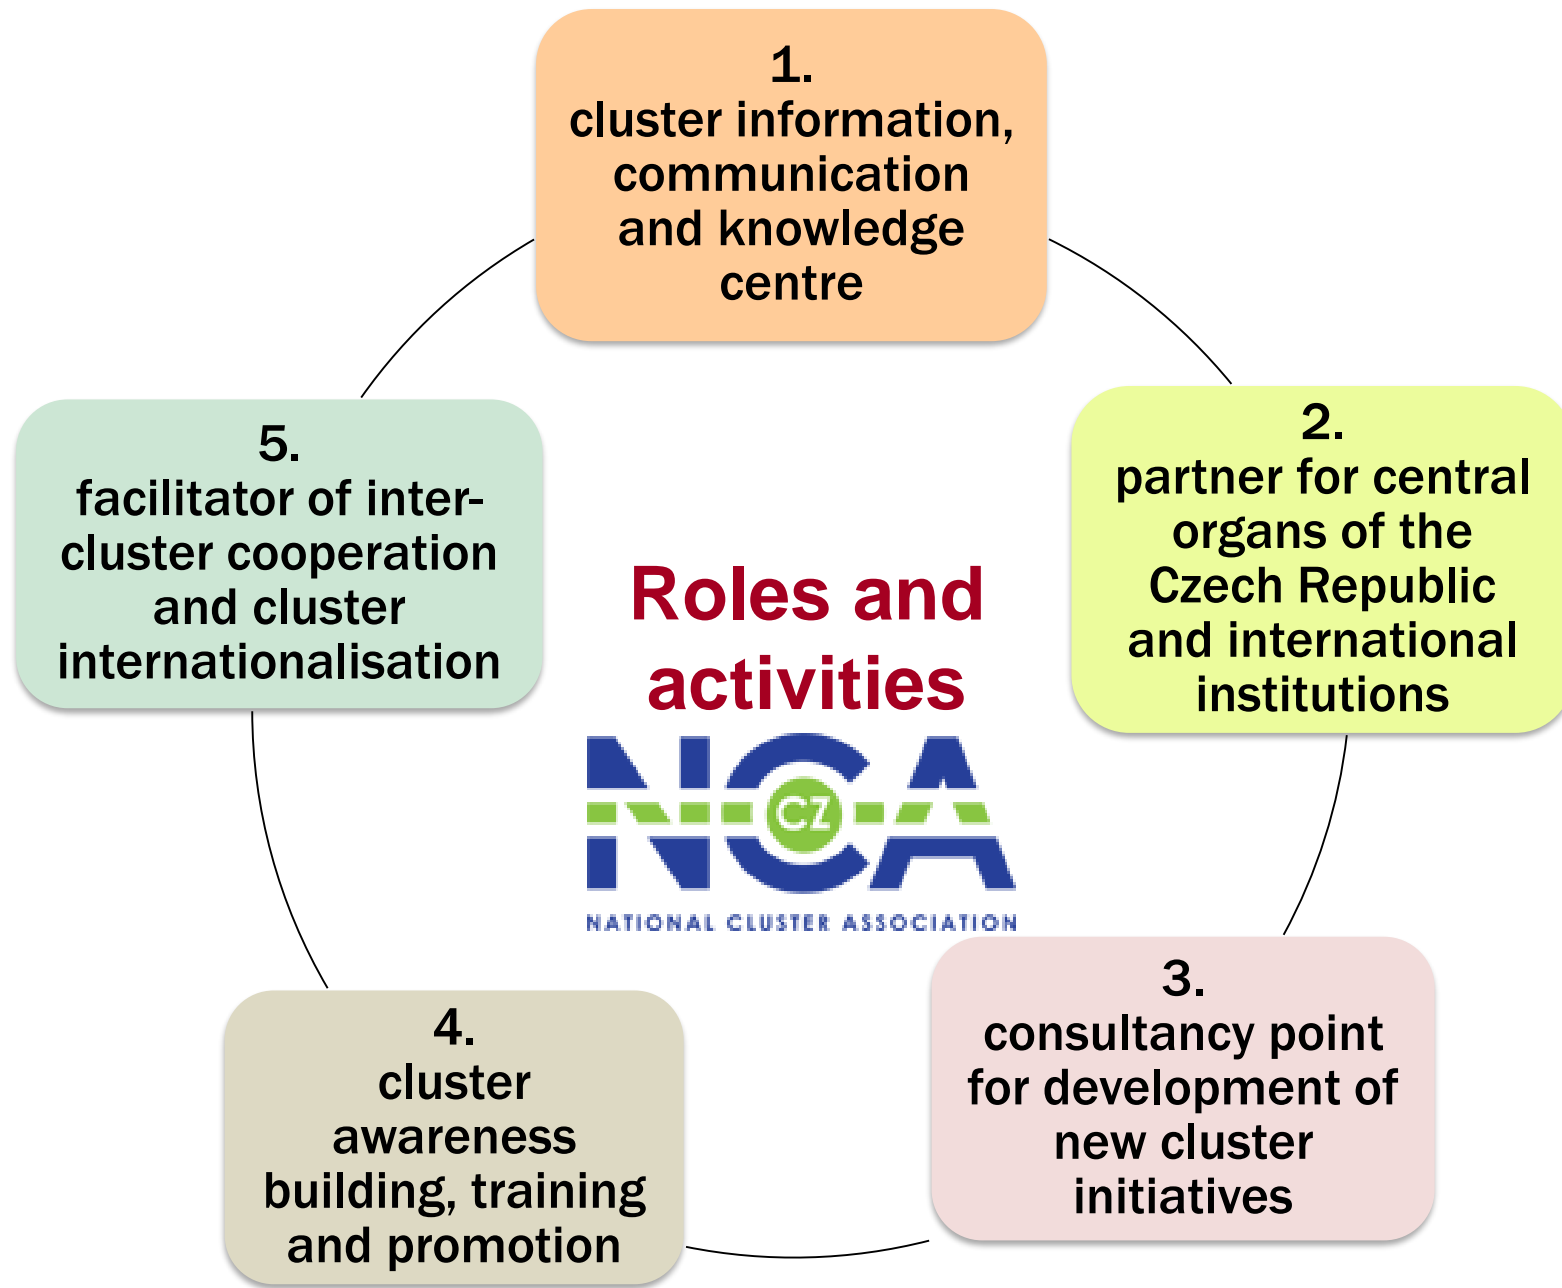 1.
cluster information,
communication
and knowledge
centre
2.
partner for central
organs of the
Czech Republic
and international
institutions
3.
consultancy point
for development of
new cluster
initiatives
4.
cluster
awareness
building, training
and promotion
5.
facilitator of inter-
cluster cooperation
and cluster
internationalisation
Roles and
activities
NCA
CZ
NATIONAL CLUSTER ASSOCIATION